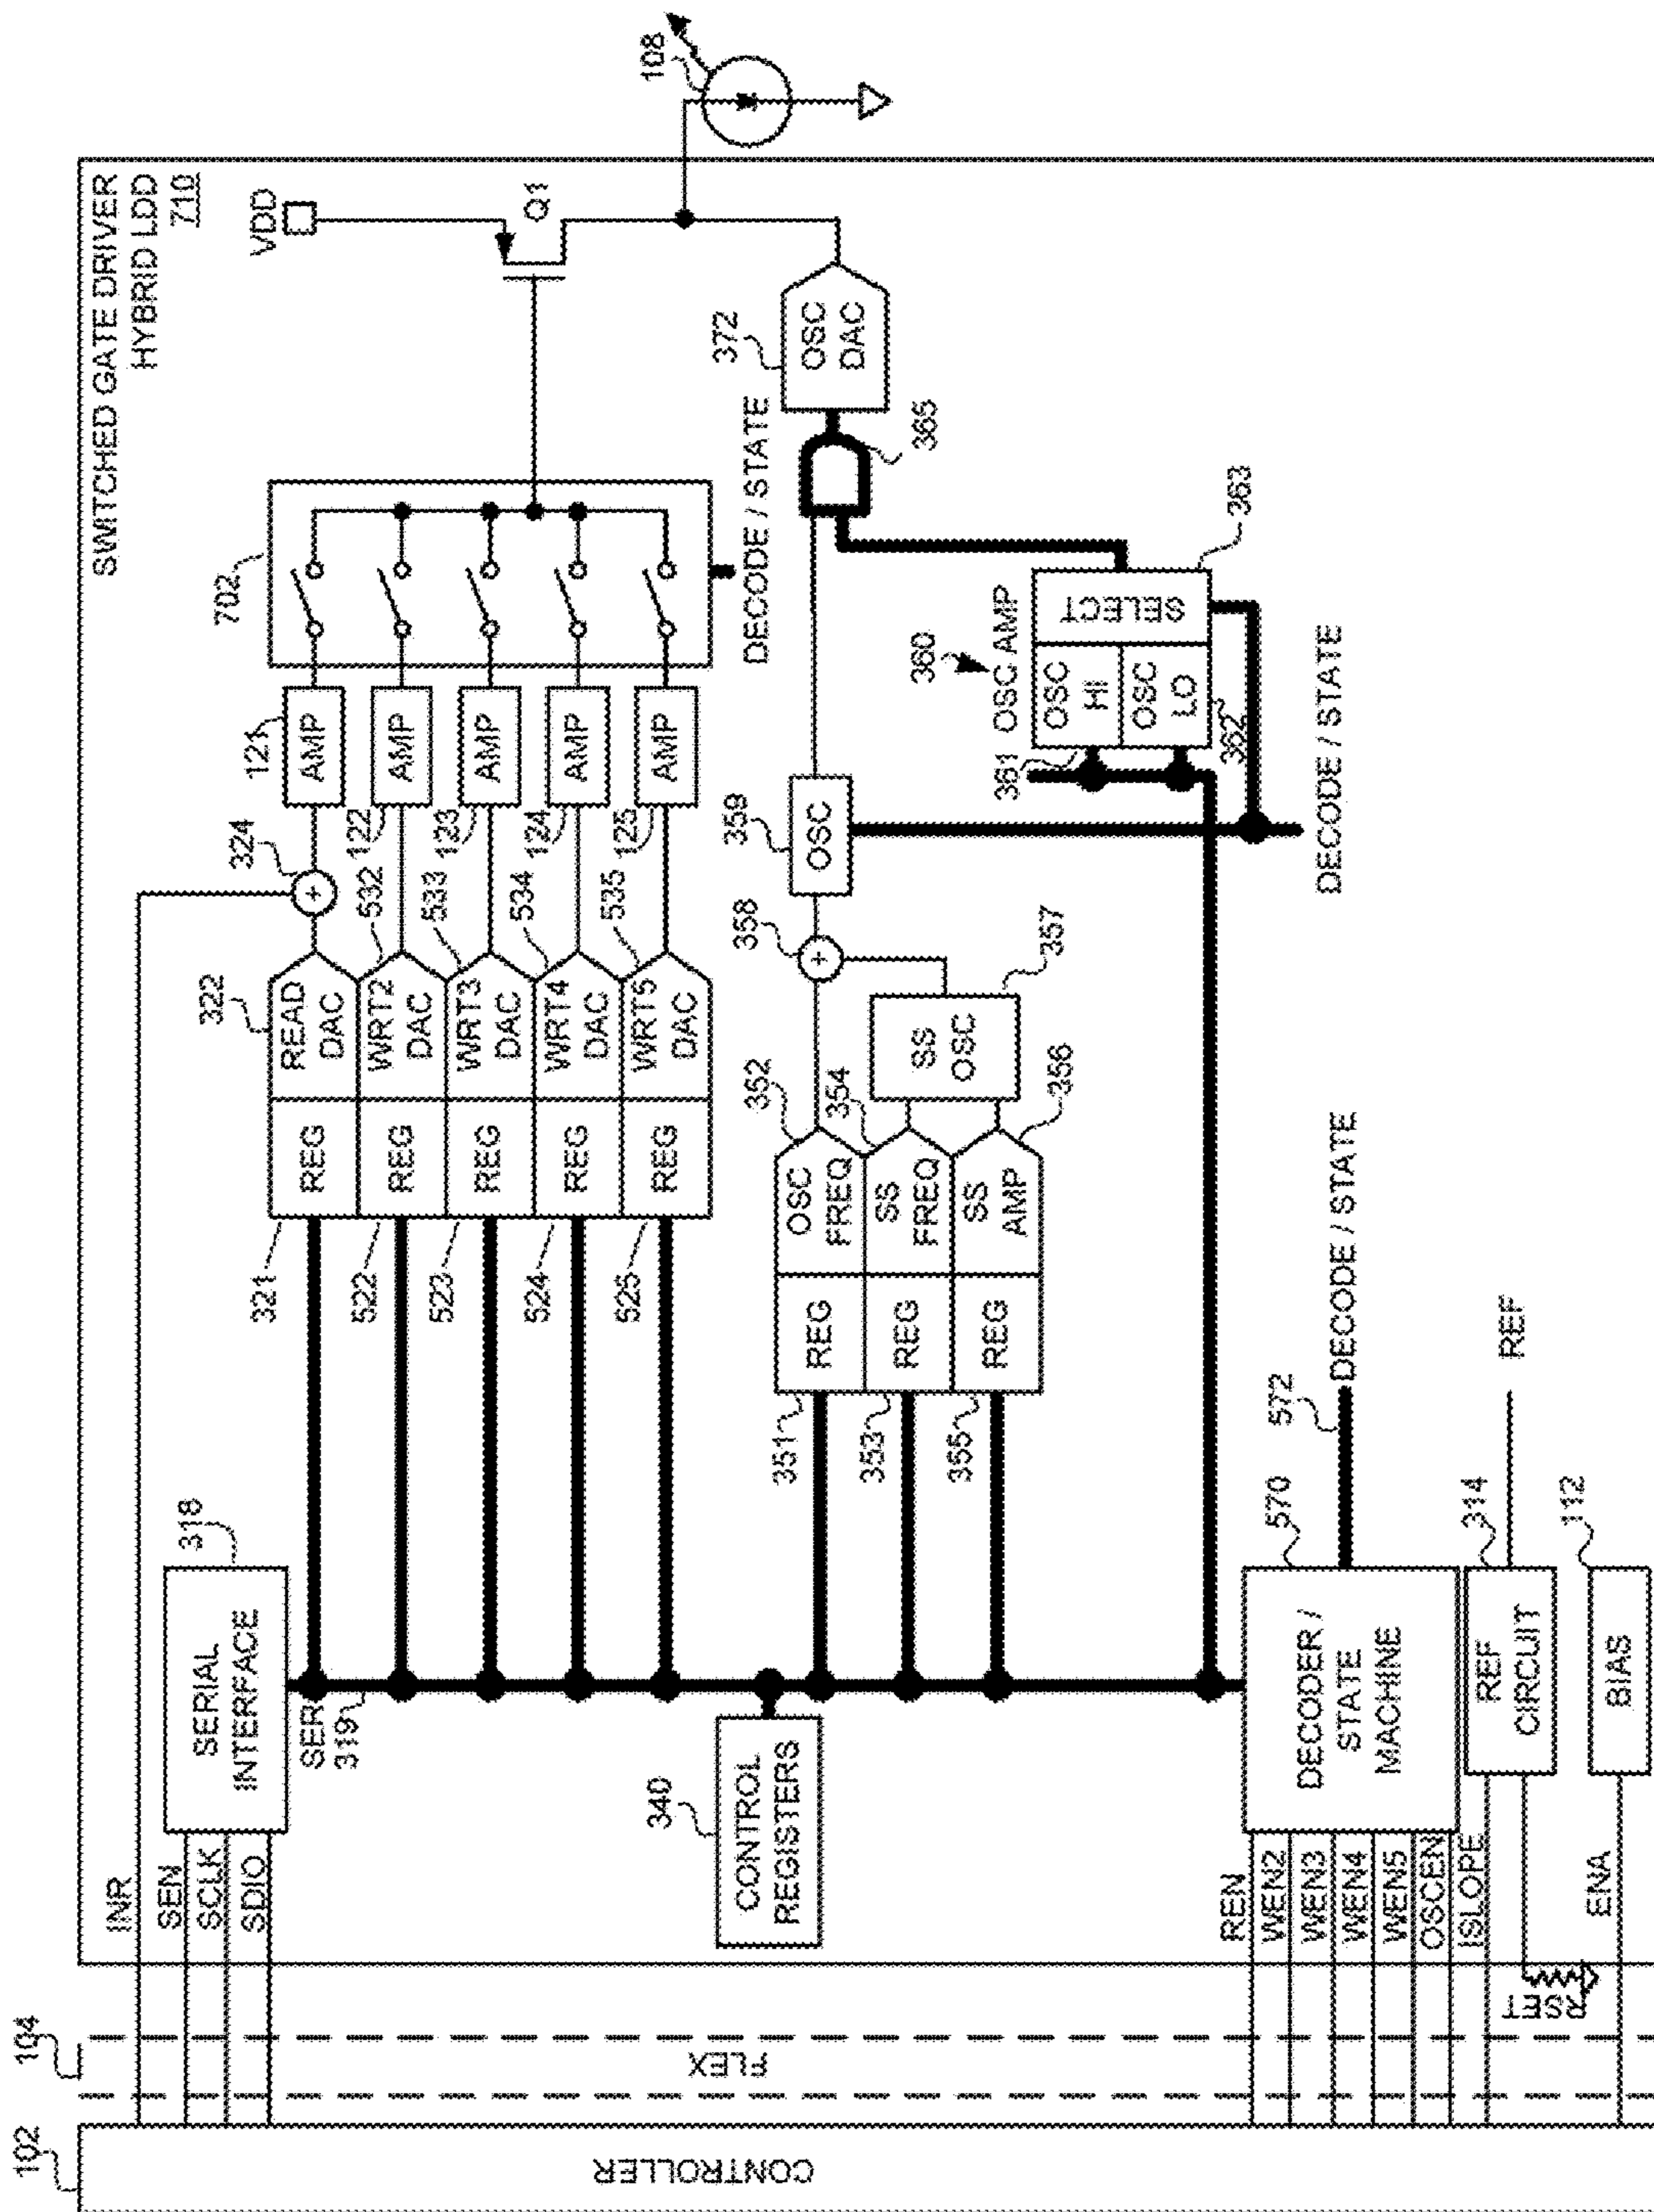 SWITCHED GATE DRIVER
HYBRID LDD
710
VDD
Q1
108
702
DECODE / STATE
121
AMP
122
AMP
123
AMP
124
AMP
125
AMP
324
+
322
READ
DAC
532
WRT2
DAC
533
WRT3
DAC
534
WRT4
DAC
535
WRT5
DAC
321
REG
522
REG
523
REG
524
REG
525
REG
372
OSC
DAC
365
363
SELECT
360
OSC AMP
OSC
HI
OSC
LO
361
362
DECODE / STATE
359
OSC
358
+
357
SS
OSC
352
OSC
FREQ
354
SS
FREQ
356
SS
AMP
351
REG
353
REG
355
REG
318
SERIAL
INTERFACE
SER
319
340
CONTROL
REGISTERS
INR
SEN
SCLK
SDIO
570
DECODER /
STATE
MACHINE
572
DECODE / STATE
314
REF
CIRCUIT
REF
112
BIAS
REN
WEN2
WEN3
WEN4
WEN5
OSCEN
ISLOPE
RSET
ENA
104
FLEX
102
CONTROLLER